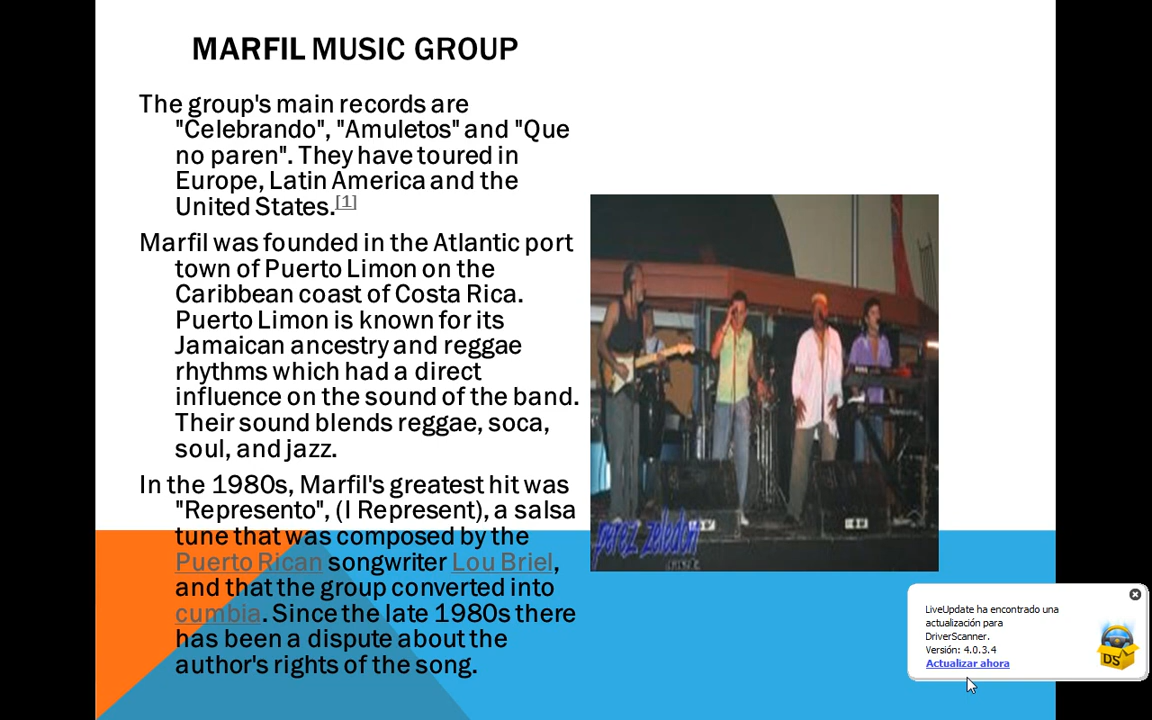 MARFIL MUSIC GROUP
The group's main records are
"Celebrando", "Amuletos" and "Que
no paren". They have toured in
Europe, Latin America and the
United States.[1]
Marfil was founded in the Atlantic port
town of Puerto Limon on the
Caribbean coast of Costa Rica.
Puerto Limon is known for its
Jamaican ancestry and reggae
rhythms which had a direct
influence on the sound of the band.
Their sound blends reggae, soca,
soul, and jazz.
In the 1980s, Marfil's greatest hit was
"Represento", (I Represent), a salsa
tune that was composed by the
Puerto Rican songwriter Lou Briel,
and that the group converted into
cumbia. Since the late 1980s there
has been a dispute about the
author's rights of the song.
perez zeledon
LiveUpdate ha encontrado una
actualización para
DriverScanner.
Versión: 4.0.3.4
Actualizar ahora
DS